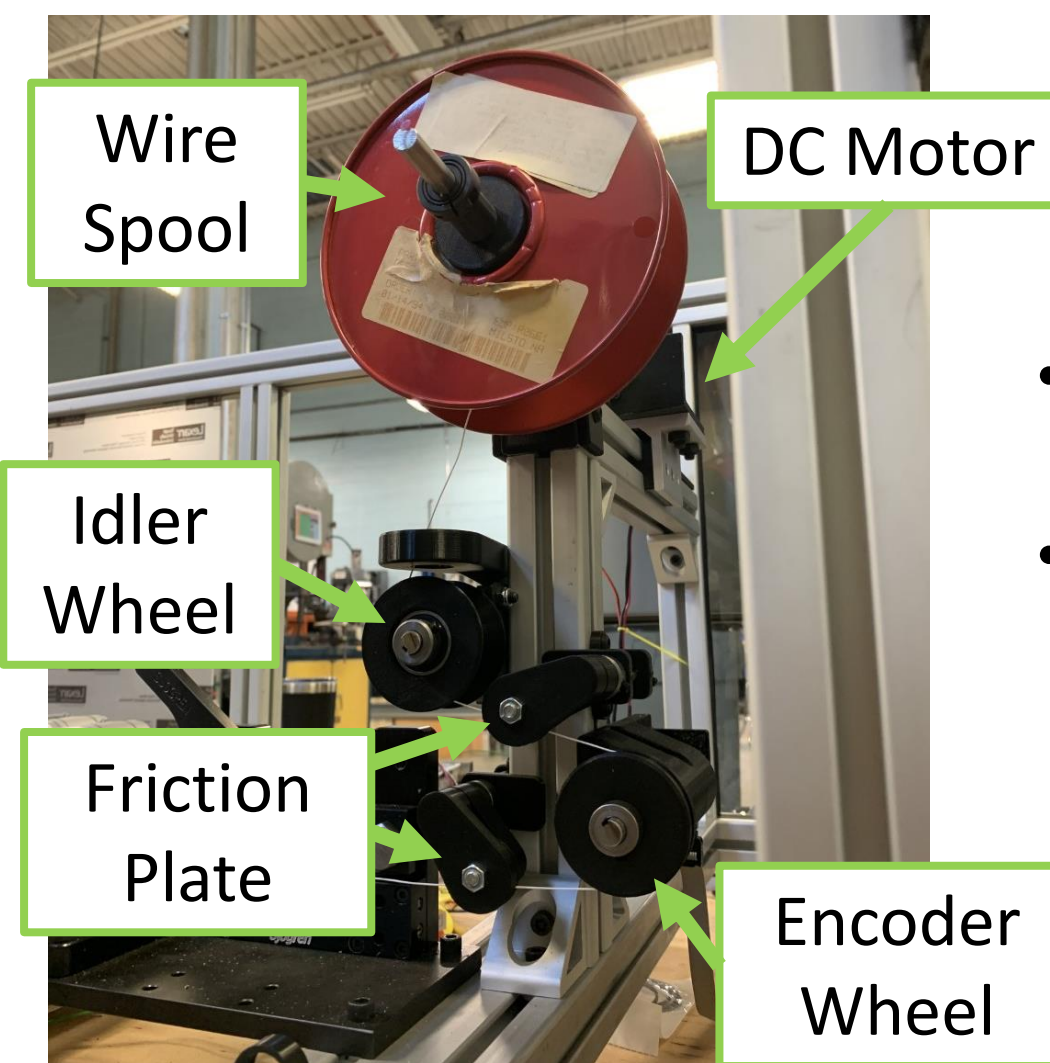 Wire
Spool
DC Motor
Idler
Wheel
Friction
Plate
Encoder
Wheel